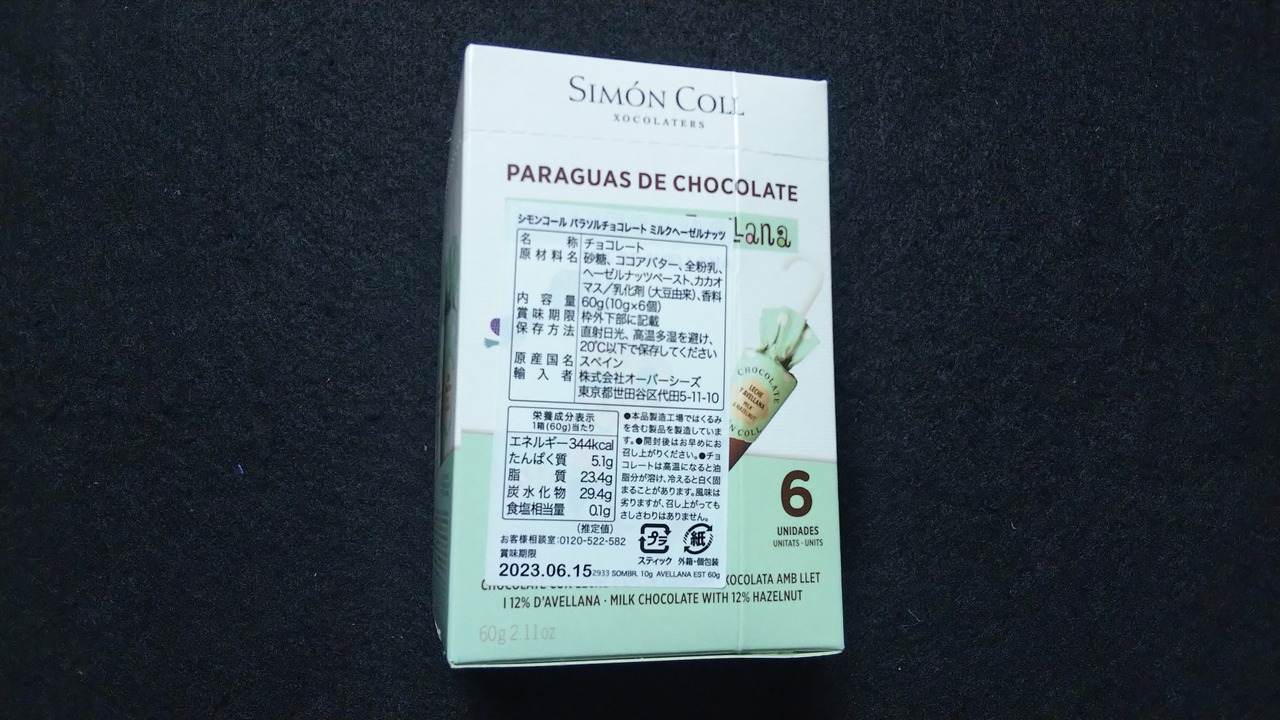 SIMÓN COLL
XOCOLATERS
PARAGUAS DE CHOCOLATE
シモンコール パラソルチョコレート ミルクヘーゼルナッツ
名称 チョコレート
原材料名 砂糖、ココアバター、全粉乳、
ヘーゼルナッツペースト、カカオ
マス／乳化剤（大豆由来）、香料
内容量 60g(10g×6個)
賞味期限 枠外下部に記載
保存方法 直射日光、高温多湿を避け、
20℃以下で保存してください
原産国名 スペイン
輸入者 株式会社オーバーシーズ
東京都世田谷区代田5-11-10
栄養成分表示
1箱(60g)当たり
エネルギー 344kcal
たんぱく質 5.1g
脂質 23.4g
炭水化物 29.4g
食塩相当量 0.1g
(推定値)
●本品製造工場ではくるみ
を含む製品を製造していま
す。●開封後はお早めにお
召し上がりください。●チョ
コレートは高温になると油
脂分が溶け、冷えると白く固
まることがあります。風味は
劣りますが、召し上がっても
さしさわりはありません。
お客様相談室:0120-522-582
プラ
スティック
紙
外箱・個包装
賞味期限
2023.06.15
2933 SOMBR. 10g AVELLANA EST 60g
CHOCOLATE
LECHE
Y AVELLANA
MILK
& HAZELNUT
N COLL
6
UNIDADES
UNITATS · UNITS
XOCOLATA AMB LLET
I 12% D'AVELLANA · MILK CHOCOLATE WITH 12% HAZELNUT
60g 2.11oz